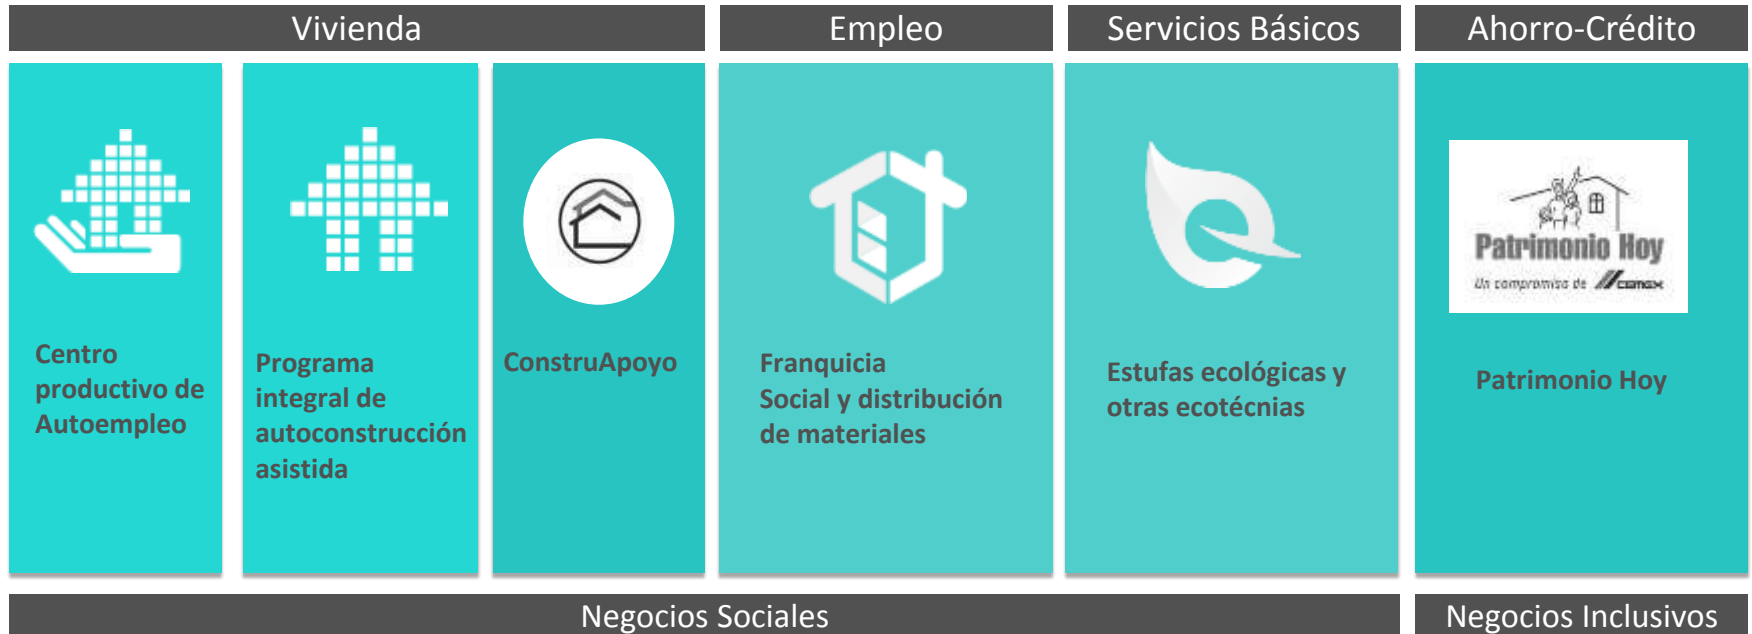 Vivienda
Empleo
Servicios Básicos
Ahorro-Crédito
Centro
productivo de
Autoempleo
Programa
integral de
autoconstrucción
asistida
ConstruApoyo
Franquicia
Social y distribución
de materiales
Estufas ecológicas y
otras ecotécnias
Patrimonio Hoy
Un compromiso de CEMEX
Patrimonio Hoy
Negocios Sociales
Negocios Inclusivos